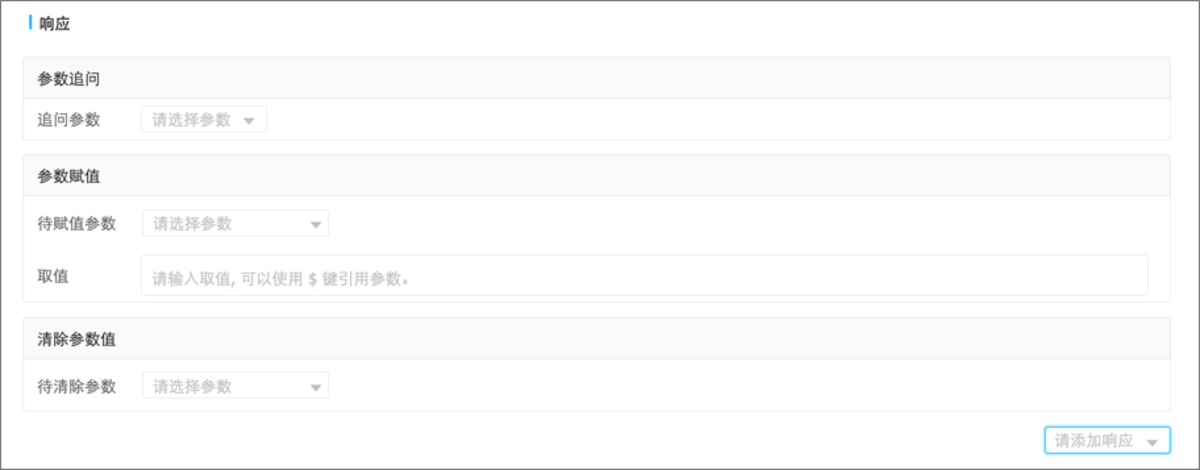 响应
参数追问
追问参数 请选择参数
参数赋值
待赋值参数 请选择参数
取值 请输入取值, 可以使用 $ 键引用参数。
清除参数值
待清除参数 请选择参数
请添加响应